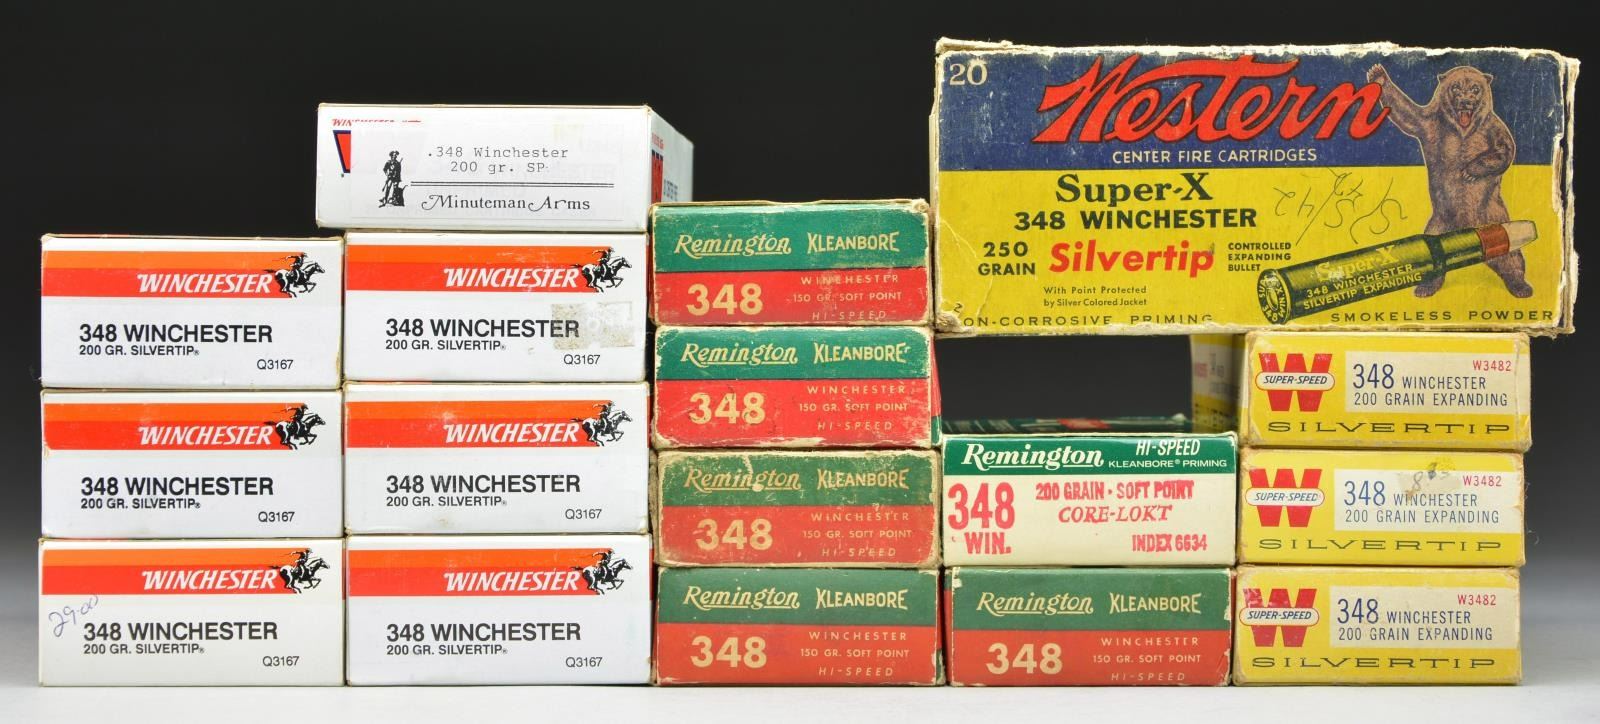 .348 Winchester
200 gr. SP
Minuteman Arms
WINCHESTER
348 WINCHESTER
200 GR. SILVERTIP®
Q3167
WINCHESTER
348 WINCHESTER
200 GR. SILVERTIP®
Q3167
WINCHESTER
348 WINCHESTER
200 GR. SILVERTIP®
Q3167
WINCHESTER
348 WINCHESTER
200 GR. SILVERTIP®
Q3167
WINCHESTER
29.00
348 WINCHESTER
200 GR. SILVERTIP®
Q3167
WINCHESTER
348 WINCHESTER
200 GR. SILVERTIP®
Q3167
Remington KLEANBORE
WINCHESTER
348 150 GR. SOFT POINT
HI-SPEED
Remington KLEANBORE
WINCHESTER
348 150 GR. SOFT POINT
HI-SPEED
Remington KLEANBORE
WINCHESTER
348 150 GR. SOFT POINT
HI-SPEED
Remington KLEANBORE
WINCHESTER
348 150 GR. SOFT POINT
HI-SPEED
20
Western
CENTER FIRE CARTRIDGES
Super-X
348 WINCHESTER
250 GRAIN Silvertip
CONTROLLED
EXPANDING
BULLET
With Point Protected
by Silver Colored Jacket
ON-CORROSIVE PRIMING
SMOKELESS POWDER
Super-X
348 WINCHESTER
SILVERTIP EXPANDING
Remington HI-SPEED
KLEANBORE® PRIMING
348 WIN.
200 GRAIN - SOFT POINT
CORE-LOKT
INDEX 6634
Remington KLEANBORE
WINCHESTER
348 150 GR. SOFT POINT
HI-SPEED
W3482
W SUPER-SPEED
348 WINCHESTER
200 GRAIN EXPANDING
SILVERTIP
W3482
W SUPER-SPEED
348 WINCHESTER
200 GRAIN EXPANDING
SILVERTIP
W3482
W SUPER-SPEED
348 WINCHESTER
200 GRAIN EXPANDING
SILVERTIP